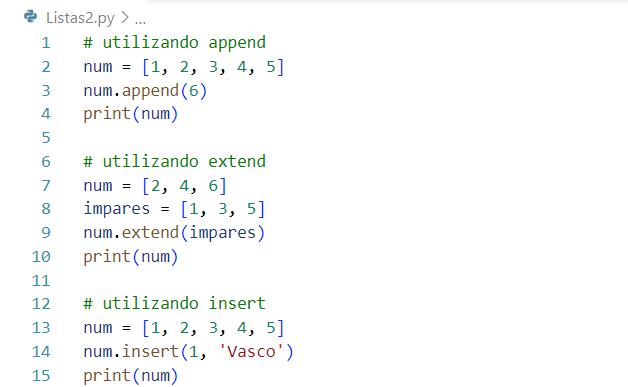 Listas2.py > ...
1 # utilizando append
2 num = [1, 2, 3, 4, 5]
3 num.append(6)
4 print(num)
5
6 # utilizando extend
7 num = [2, 4, 6]
8 impares = [1, 3, 5]
9 num.extend(impares)
10 print(num)
11
12 # utilizando insert
13 num = [1, 2, 3, 4, 5]
14 num.insert(1, 'Vasco')
15 print(num)